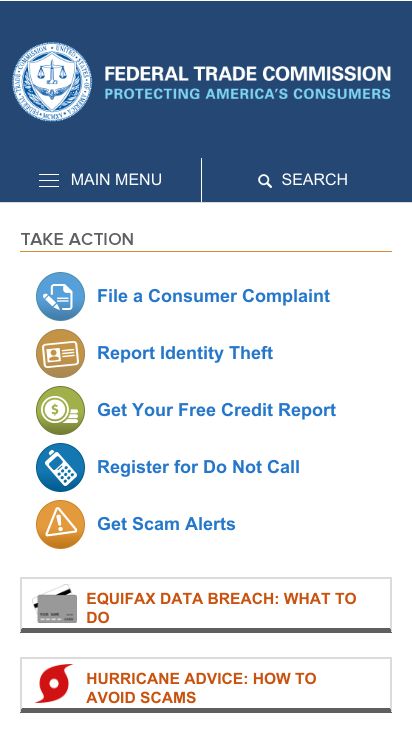 FEDERAL TRADE COMMISSION
PROTECTING AMERICA'S CONSUMERS
MAIN MENU
SEARCH
TAKE ACTION
File a Consumer Complaint
Report Identity Theft
Get Your Free Credit Report
Register for Do Not Call
Get Scam Alerts
EQUIFAX DATA BREACH: WHAT TO
DO
HURRICANE ADVICE: HOW TO
AVOID SCAMS